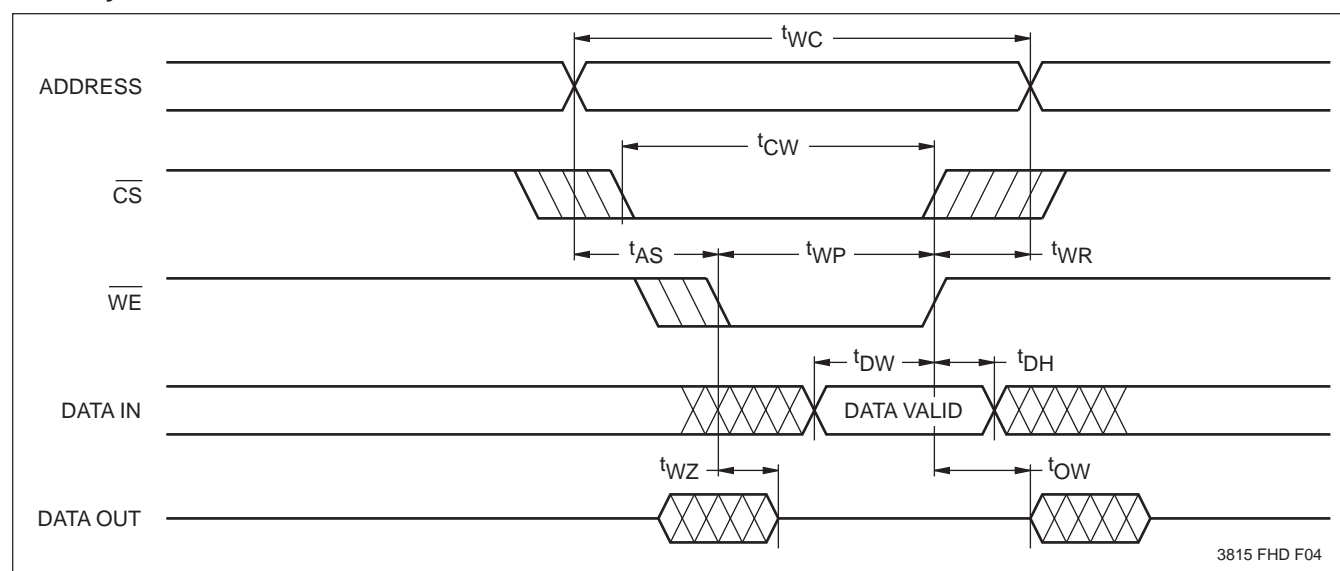 tWC
ADDRESS
tCW
CS
tAS
tWP
tWR
WE
tDW
tDH
DATA IN
DATA VALID
tWZ
tOW
DATA OUT
3815 FHD F04